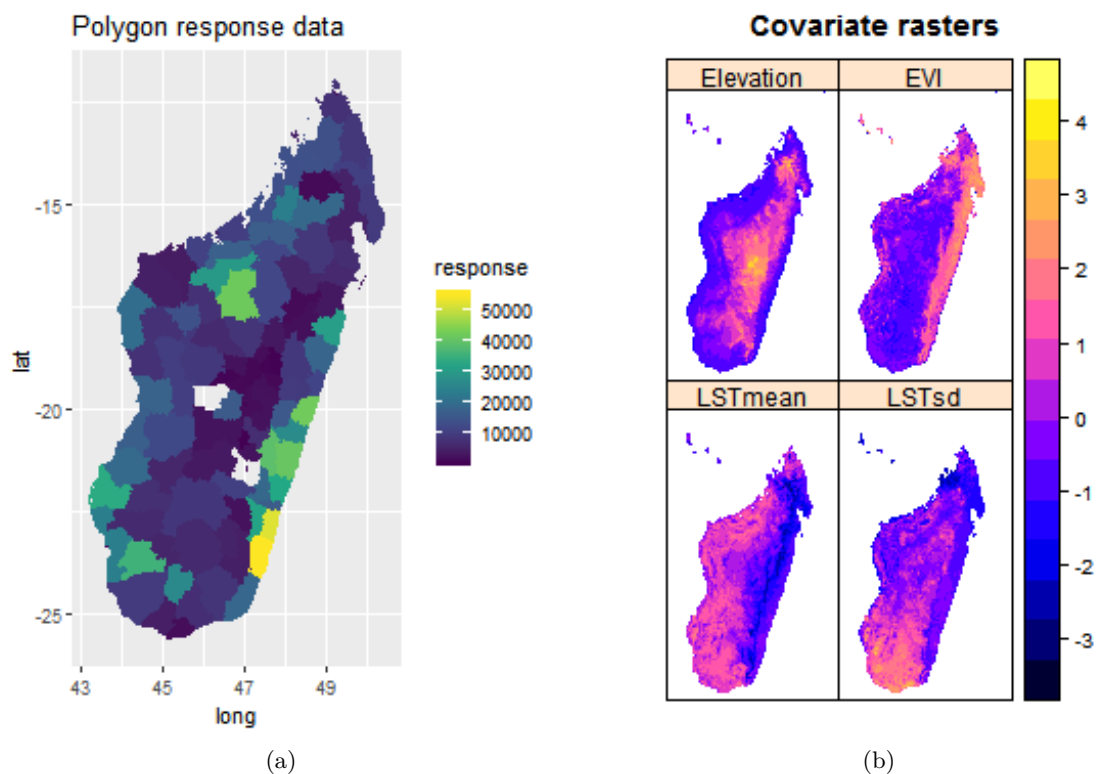 Polygon response data
-15
-20
-25
lat
43
45
47
49
long
response
50000
40000
30000
20000
10000
(a)
Covariate rasters
Elevation
EVI
LSTmean
LSTsd
4
3
2
1
0
-1
-2
-3
(b)